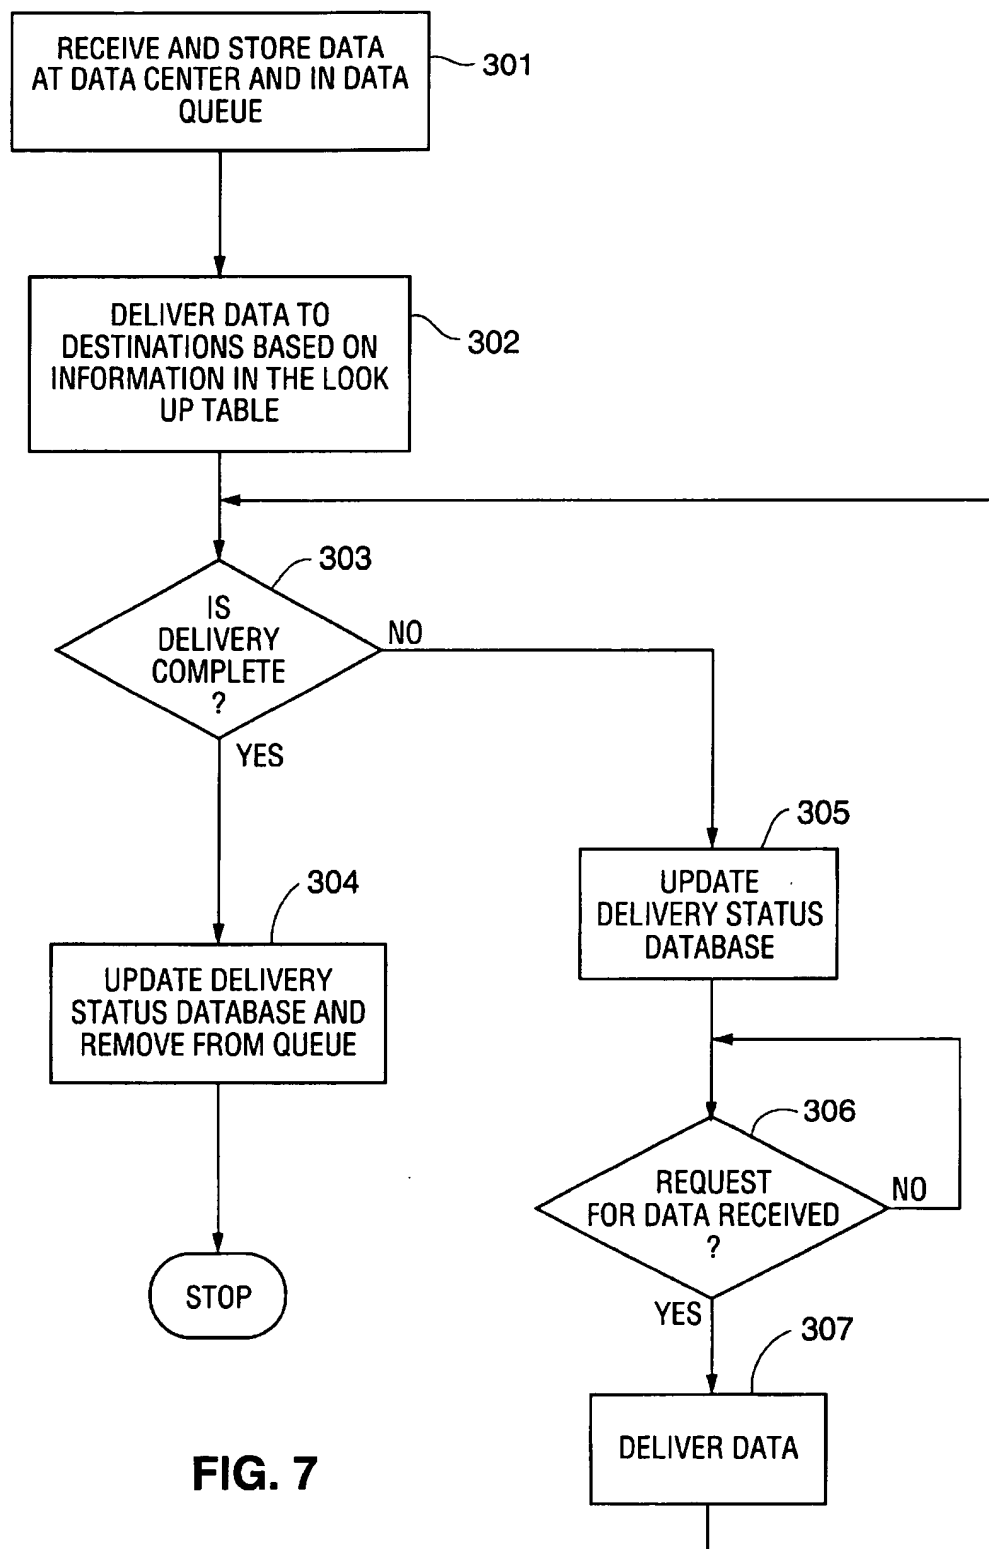 RECEIVE AND STORE DATA
AT DATA CENTER AND IN DATA
QUEUE
301
DELIVER DATA TO
DESTINATIONS BASED ON
INFORMATION IN THE LOOK
UP TABLE
302
303
IS
DELIVERY
COMPLETE
?
NO
YES
304
UPDATE DELIVERY
STATUS DATABASE AND
REMOVE FROM QUEUE
STOP
305
UPDATE
DELIVERY STATUS
DATABASE
306
REQUEST
FOR DATA RECEIVED
?
NO
YES
307
DELIVER DATA
FIG. 7